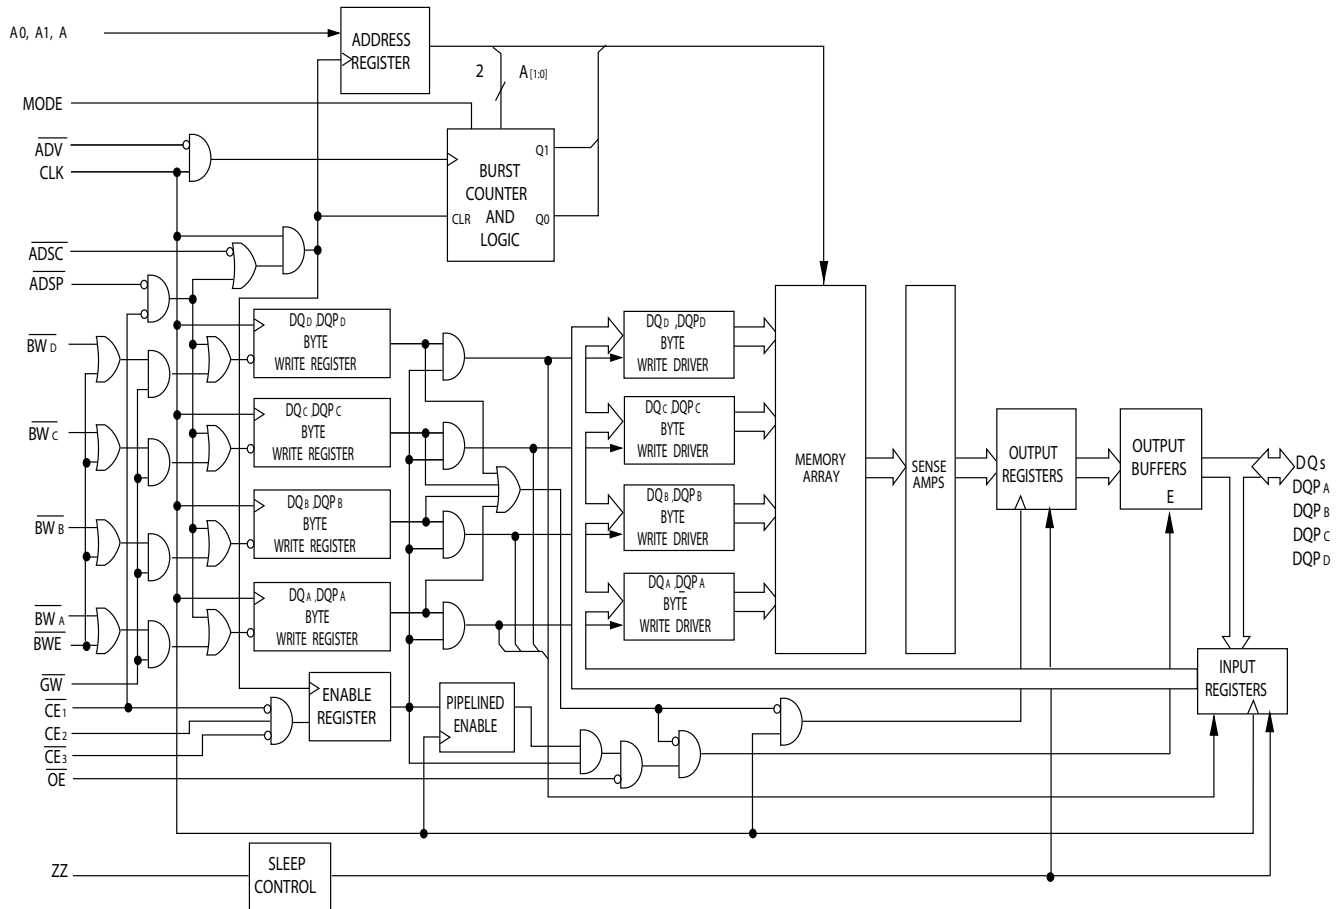 A0, A1, A
ADDRESS
REGISTER
2
A[1:0]
MODE
ADV
CLK
BURST
COUNTER
AND
LOGIC
Q1
CLR
Q0
ADSC
ADSP
DQD ,DQPD
BYTE
WRITE REGISTER
DQD ,DQPD
BYTE
WRITE DRIVER
BWD
DQC ,DQPC
BYTE
WRITE REGISTER
DQC ,DQPC
BYTE
WRITE DRIVER
BWC
MEMORY
ARRAY
SENSE
AMPS
OUTPUT
REGISTERS
OUTPUT
BUFFERS
E
DQs
DQPA
DQPB
DQPC
DQPD
DQB ,DQPB
BYTE
WRITE REGISTER
DQB ,DQPB
BYTE
WRITE DRIVER
BWB
DQA ,DQPA
BYTE
WRITE REGISTER
DQA ,DQPA
BYTE
WRITE DRIVER
BWA
BWE
GW
CE1
CE2
CE3
OE
ENABLE
REGISTER
PIPELINED
ENABLE
INPUT
REGISTERS
ZZ
SLEEP
CONTROL